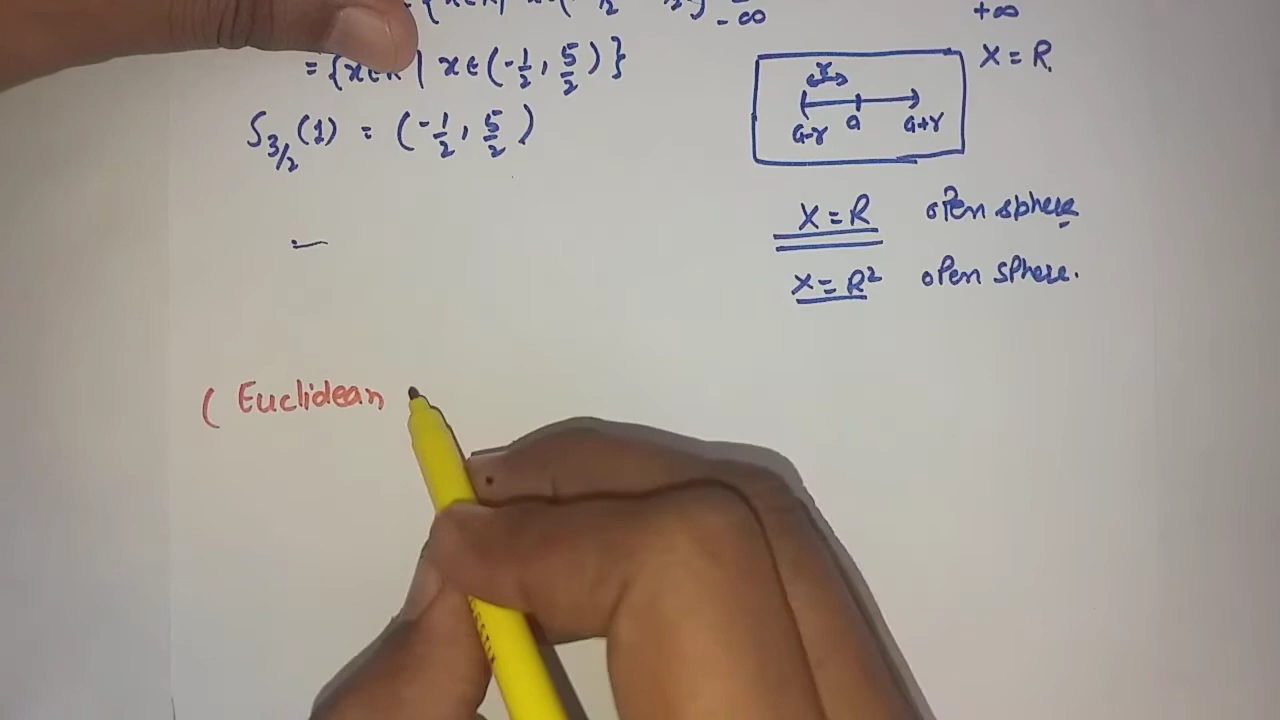 -∞
+∞
= {x∈R | x∈(-1/2, 5/2)}
X = R.
r
a-r a a+r
S3/2(1) = (-1/2, 5/2)
X = R open sphere
X = R² open sphere.
( Euclidean